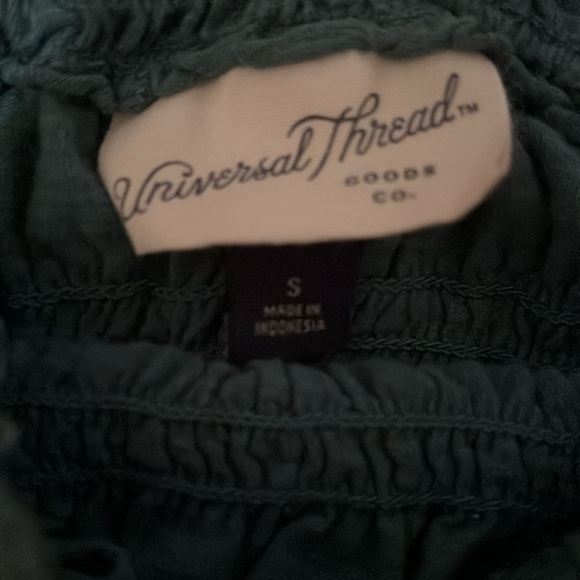 Universal Thread™
GOODS
CO.
S
MADE IN
INDONESIA